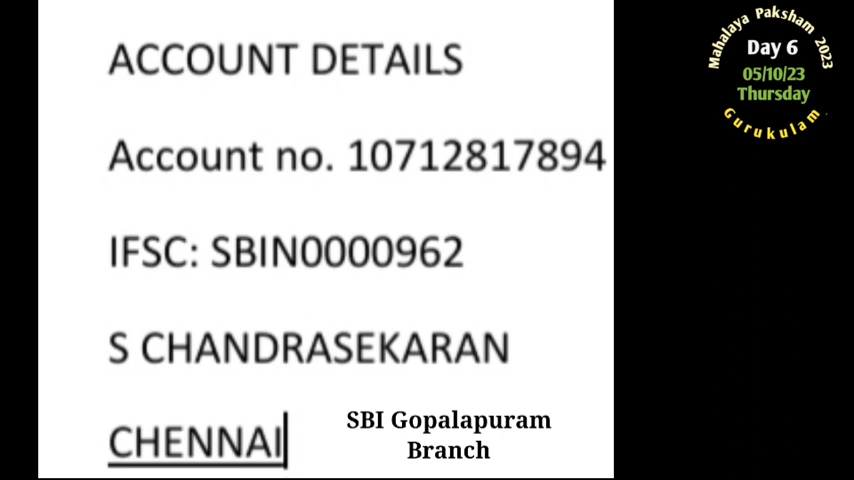 ACCOUNT DETAILS
Account no. 10712817894
IFSC: SBIN0000962
S CHANDRASEKARAN
CHENNAI
SBI Gopalapuram
Branch
Mahalaya Paksham 2023
Day 6
05/10/23
Thursday
Gurukulam